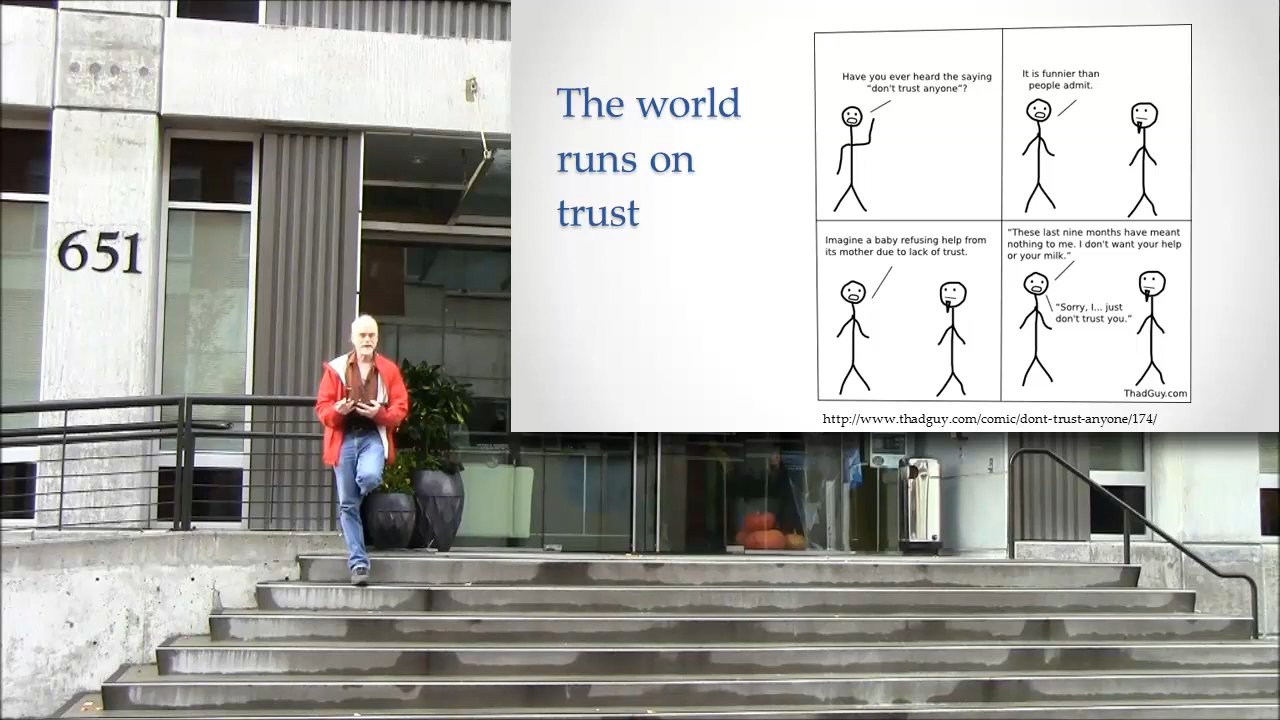 651
The world
runs on
trust
Have you ever heard the saying
"don't trust anyone"?
It is funnier than
people admit.
Imagine a baby refusing help from
its mother due to lack of trust.
"These last nine months have meant
nothing to me. I don't want your help
or your milk."
"Sorry, I... just
don't trust you."
ThadGuy.com
http://www.thadguy.com/comic/dont-trust-anyone/174/